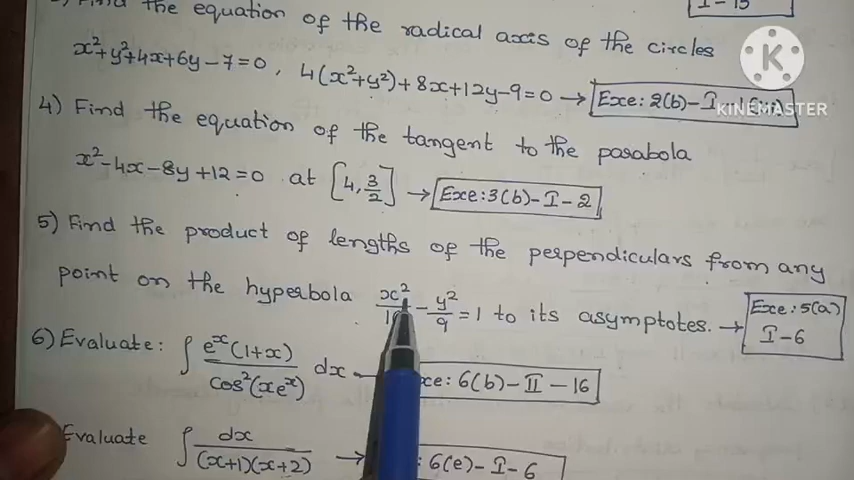 the equation of the radical axis of the circles
x²+y²+4x+6y-7=0, 4(x²+y²)+8x+12y-9=0 → Exe: 2(b)-I
KINEMASTER
4) Find the equation of the tangent to the parabola
x²-4x-8y+12=0 at [4, 3/2] → Exe: 3(b)-I-2
5) Find the product of lengths of the perpendiculars from any
point on the hyperbola x² - y²/9 = 1 to its asymptotes. → Exe: 5(a)
I-6
6) Evaluate: ∫ eˣ(1+x)/cos²(xeˣ) dx → 6(b)-II-16
Evaluate ∫ dx/(x+1)(x+2) → 6(e)-I-6